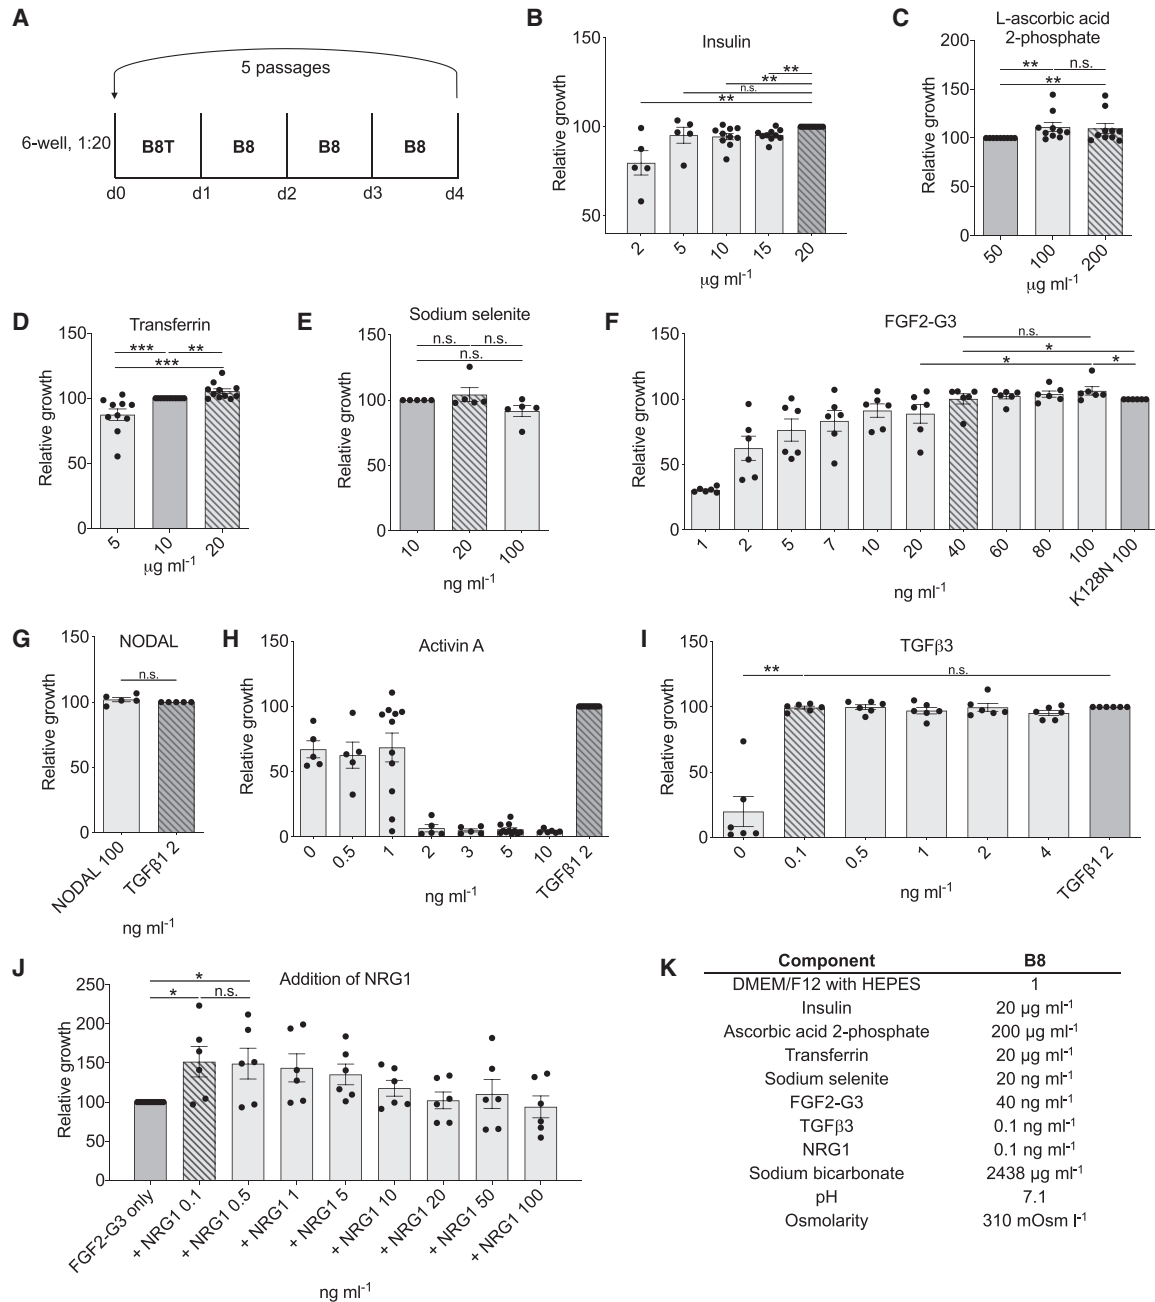 A
5 passages
6-well, 1:20
B8T B8 B8 B8
d0 d1 d2 d3 d4
B
Insulin
Relative growth
150
100
50
**
**
n.s.
**
2 5 10 15 20
μg ml-1
C
L-ascorbic acid
2-phosphate
Relative growth
200
150
100
50
0
** n.s.
**
50 100 200
μg ml-1
D
Transferrin
Relative growth
150
100
50
0
*** **
***
5 10 20
μg ml-1
E
Sodium selenite
Relative growth
150
100
50
0
n.s. n.s.
n.s.
10 20 100
ng ml-1
F
FGF2-G3
Relative growth
150
100
50
0
n.s.
*
* *
1 2 5 7 10 20 40 60 80 100 K128N 100
ng ml-1
G
NODAL
Relative growth
150
100
50
0
n.s.
NODAL 100 TGFβ1 2
ng ml-1
H
Activin A
Relative growth
150
100
50
0
0 0.5 1 2 3 5 10 TGFβ1 2
ng ml-1
I
TGFβ3
Relative growth
150
100
50
0
** n.s.
0 0.1 0.5 1 2 4 TGFβ1 2
ng ml-1
J
Addition of NRG1
Relative growth
250
200
150
100
50
0
*
* n.s.
FGF2-G3 only + NRG1 0.1 + NRG1 0.5 + NRG1 1 + NRG1 5 + NRG1 10 + NRG1 20 + NRG1 50 + NRG1 100
ng ml-1
K
Component B8
DMEM/F12 with HEPES 1
Insulin 20 μg ml-1
Ascorbic acid 2-phosphate 200 μg ml-1
Transferrin 20 μg ml-1
Sodium selenite 20 ng ml-1
FGF2-G3 40 ng ml-1
TGFβ3 0.1 ng ml-1
NRG1 0.1 ng ml-1
Sodium bicarbonate 2438 μg ml-1
pH 7.1
Osmolarity 310 mOsm l-1